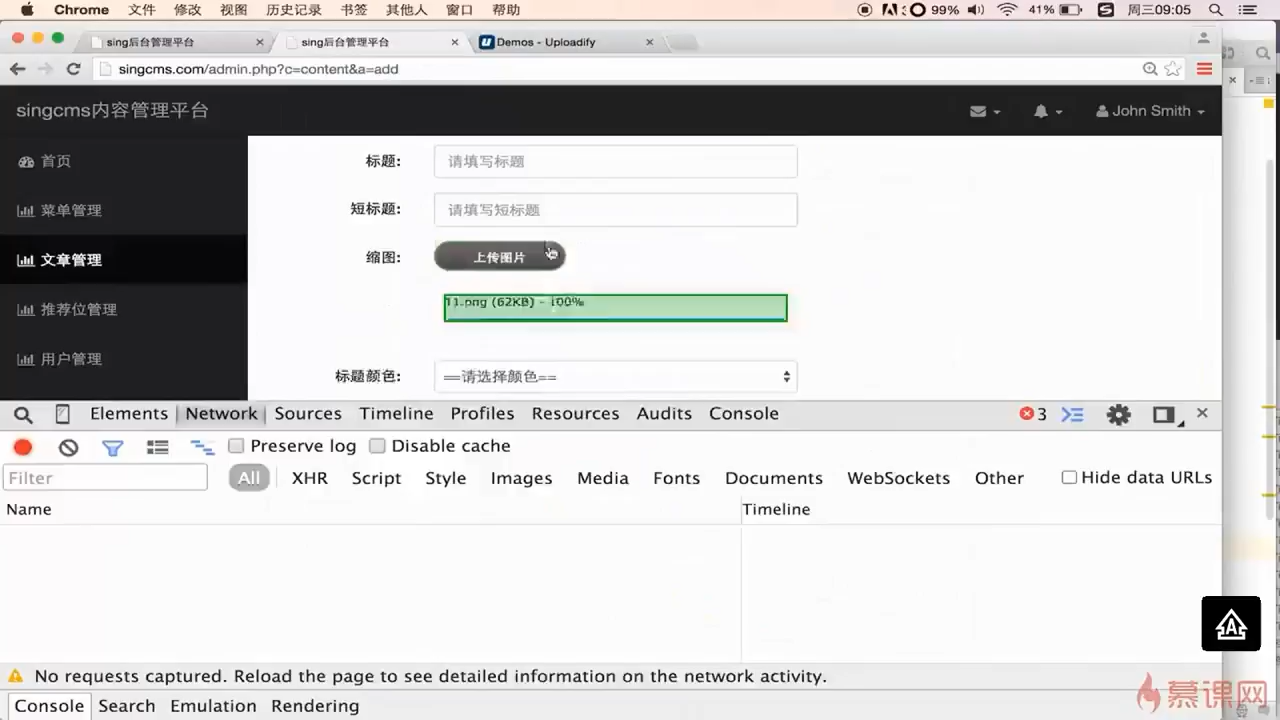 Chrome 文件 修改 视图 历史记录 书签 其他人 窗口 帮助 99% 41% 周三09:05
sing后台管理平台 sing后台管理平台 Demos - Uploadify
singcms.com/admin.php?c=content&a=add
singcms内容管理平台 John Smith
首页
菜单管理
文章管理
推荐位管理
用户管理
标题: 请填写标题
短标题: 请填写短标题
缩图: 上传图片
11.png (62KB) - 100%
标题颜色: ==请选择颜色==
Elements Network Sources Timeline Profiles Resources Audits Console 3
Preserve log Disable cache
Filter All XHR Script Style Images Media Fonts Documents WebSockets Other Hide data URLs
Name Timeline
No requests captured. Reload the page to see detailed information on the network activity.
Console Search Emulation Rendering
慕课网